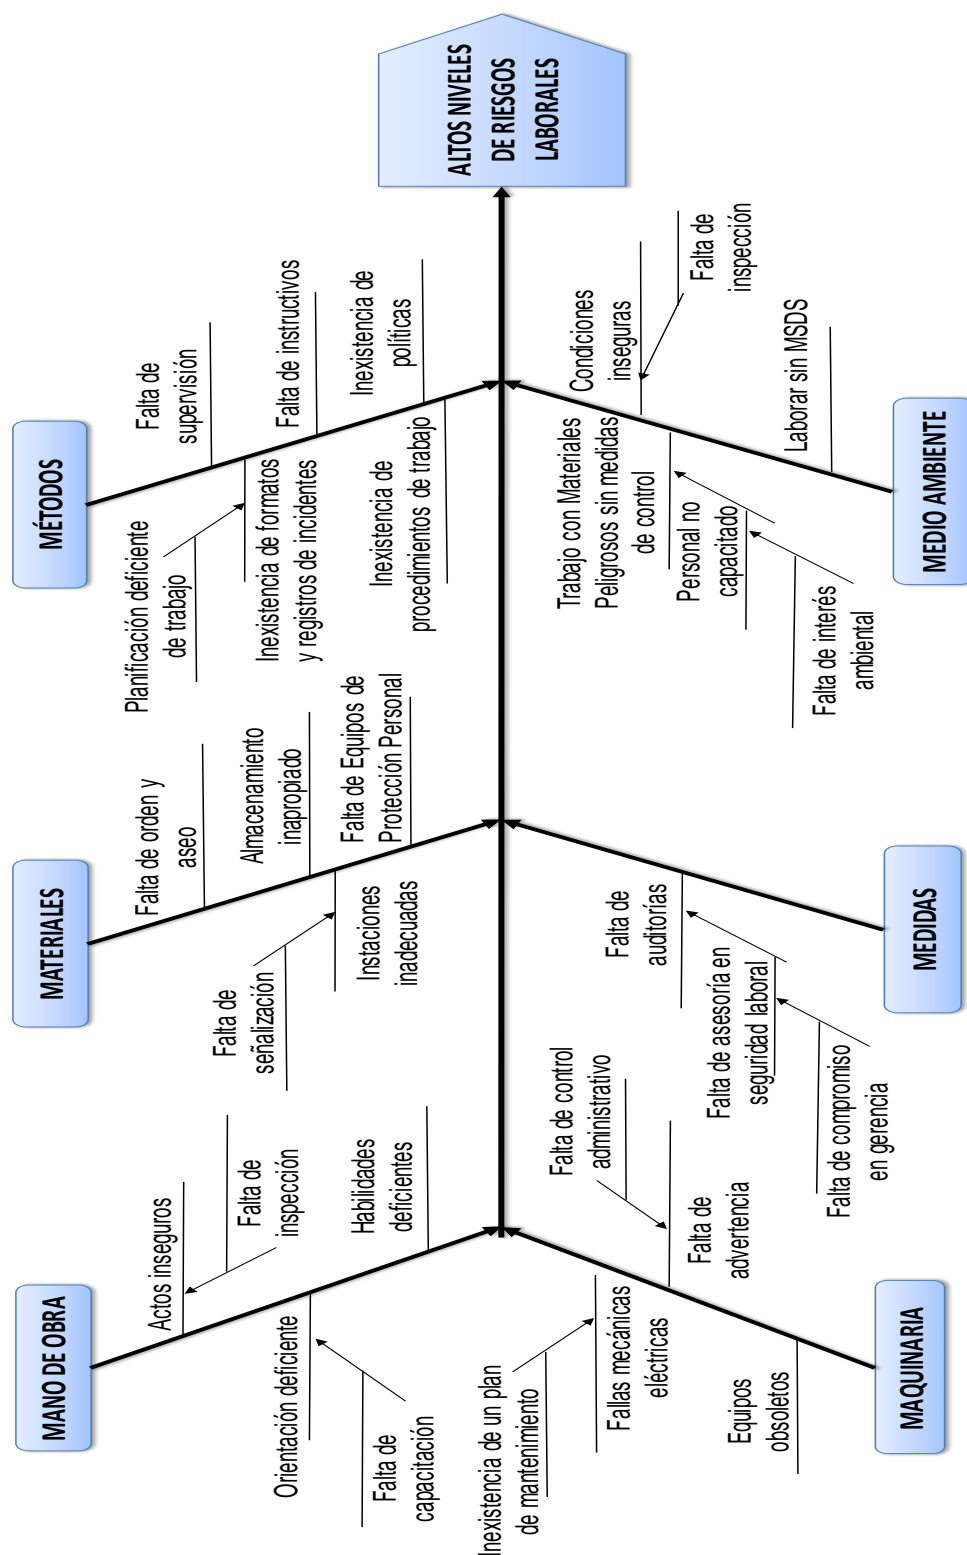 MANO DE OBRA
MATERIALES
MÉTODOS
Actos inseguros
Falta de
inspección
Orientación deficiente
Falta de
capacitación
Habilidades
deficientes
Falta de orden y
aseo
Almacenamiento
inapropiado
Falta de Equipos de
Protección Personal
Falta de
señalización
Instaciones
inadecuadas
Falta de
supervisión
Falta de instructivos
Inexistencia de
políticas
Planificación deficiente
de trabajo
Inexistencia de formatos
y registros de incidentes
Inexistencia de
procedimientos de trabajo
ALTOS NIVELES
DE RIESGOS
LABORALES
Inexistencia de un plan
de mantenimiento
Fallas mecánicas
eléctricas
Equipos
obsoletos
Falta de control
administrativo
Falta de
advertencia
Falta de
auditorías
Falta de asesoría en
seguridad laboral
Falta de compromiso
en gerencia
Trabajo con Materiales
Peligrosos sin medidas
de control
Personal no
capacitado
Falta de interés
ambiental
Condiciones
inseguras
Falta de
inspección
Laborar sin MSDS
MAQUINARIA
MEDIDAS
MEDIO AMBIENTE